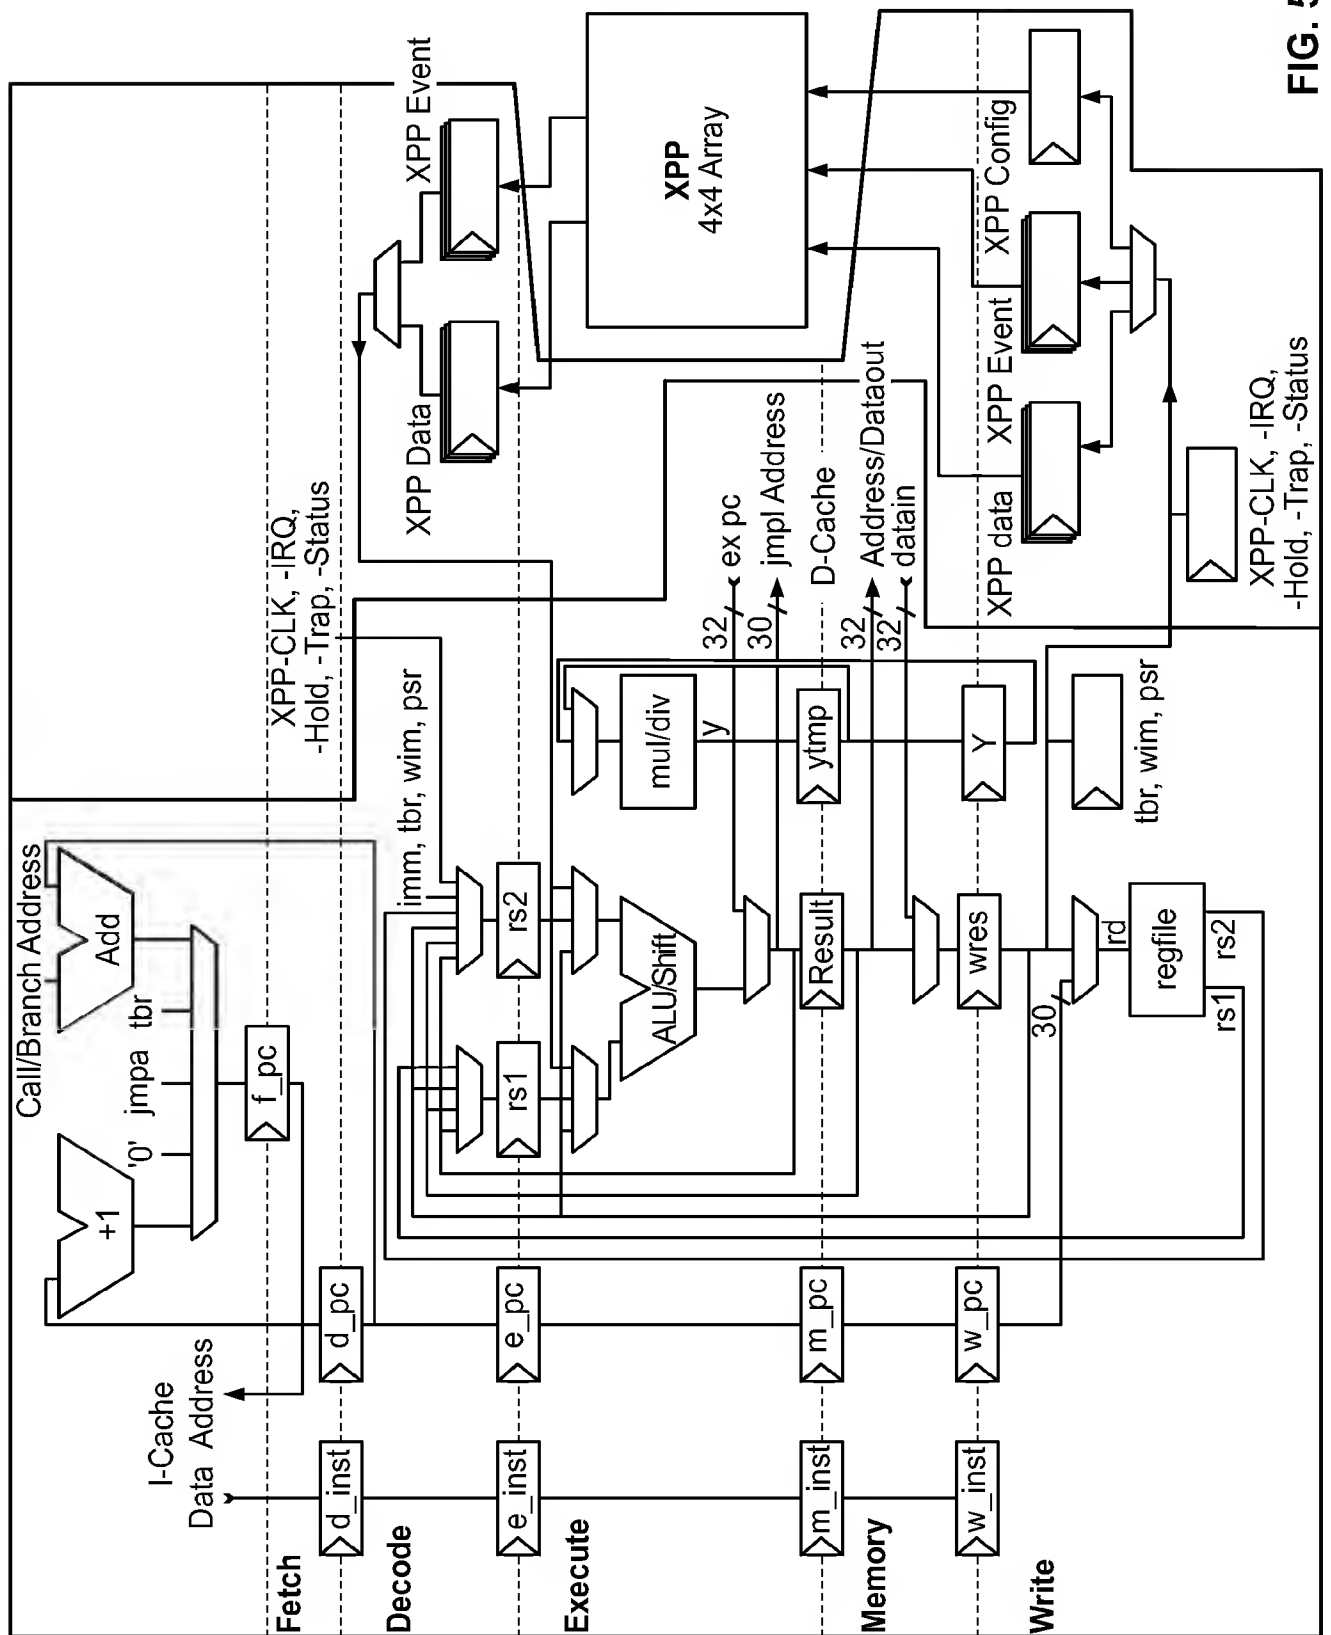 Call/Branch Address
+1
Add
'0'
jmpa
tbr
I-Cache
Data Address
f_pc
Fetch
d_inst
d_pc
XPP-CLK, -IRQ,
-Hold, -Trap, -Status
Decode
imm, tbr, wim, psr
XPP Data
XPP Event
e_inst
e_pc
rs1
rs2
Execute
ALU/Shift
mul/div
y
XPP
4x4 Array
32
ex pc
30
jmpl Address
m_inst
m_pc
Result
ytmp
D-Cache
Memory
32
Address/Dataout
32
datain
w_inst
w_pc
wres
Y
XPP data
XPP Event
XPP Config
Write
30
rd
tbr, wim, psr
regfile
rs1
rs2
XPP-CLK, -IRQ,
-Hold, -Trap, -Status
FIG. 5